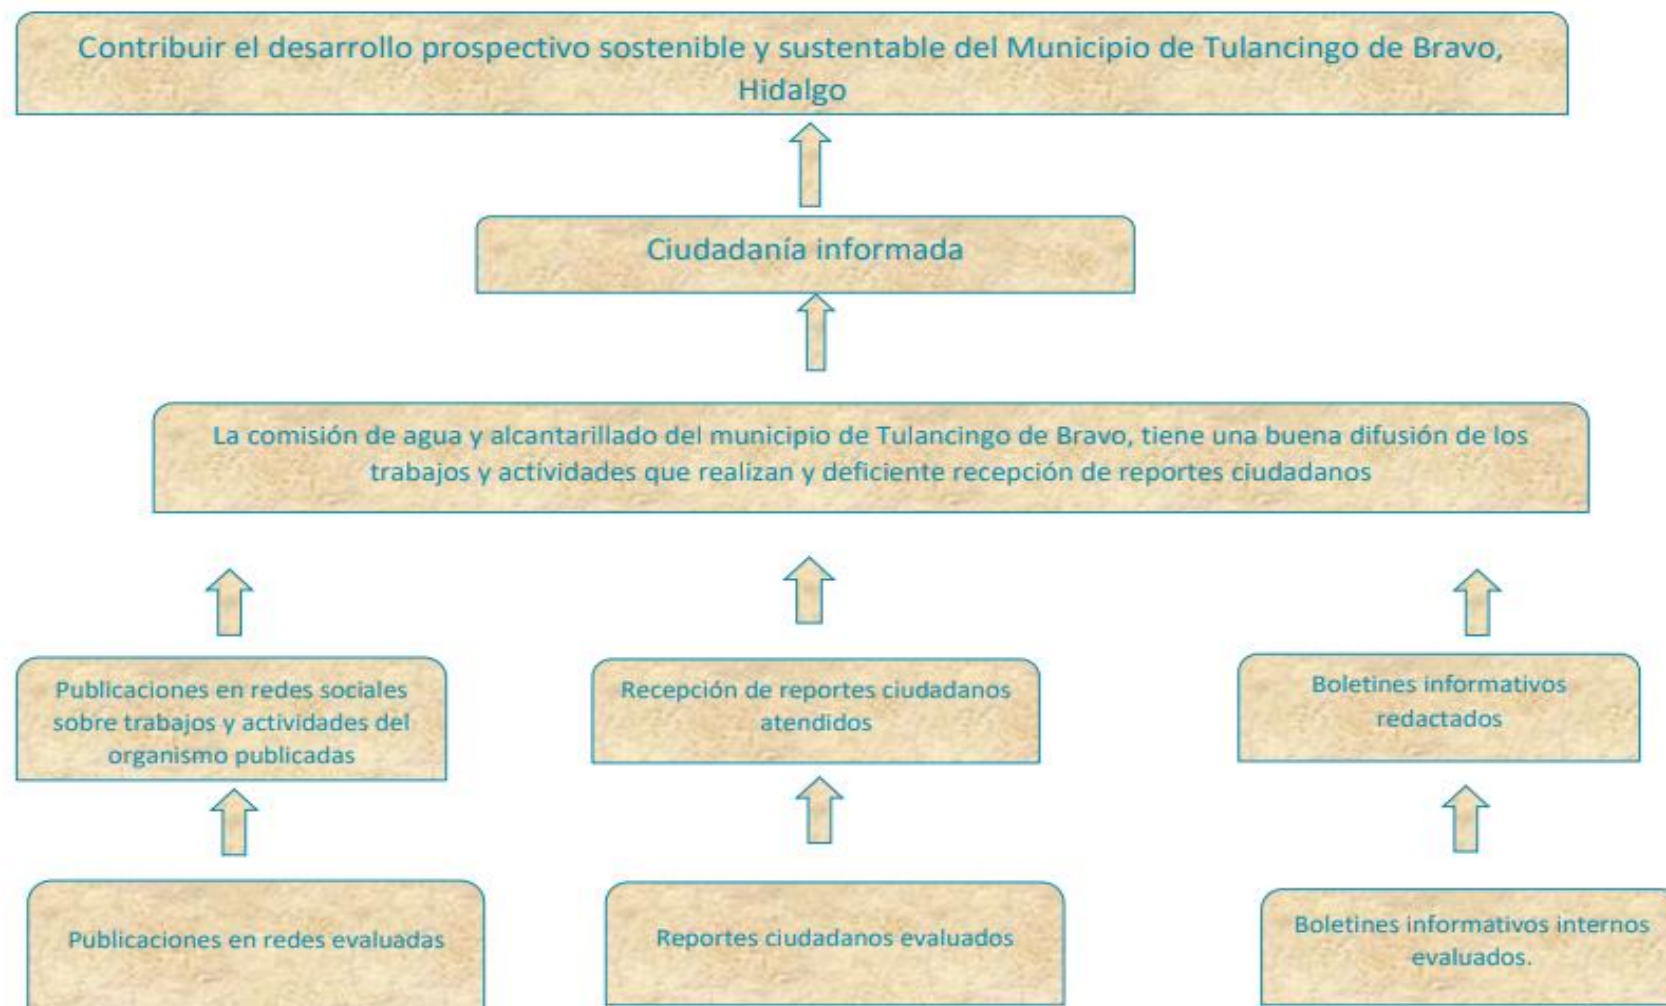 Contribuir el desarrollo prospectivo sostenible y sustentable del Municipio de Tulancingo de Bravo,
Hidalgo
Ciudadanía informada
La comisión de agua y alcantarillado del municipio de Tulancingo de Bravo, tiene una buena difusión de los
trabajos y actividades que realizan y deficiente recepción de reportes ciudadanos
Publicaciones en redes sociales
sobre trabajos y actividades del
organismo publicadas
Recepción de reportes ciudadanos
atendidos
Boletines informativos
redactados
Publicaciones en redes evaluadas
Reportes ciudadanos evaluados
Boletines informativos internos
evaluados.